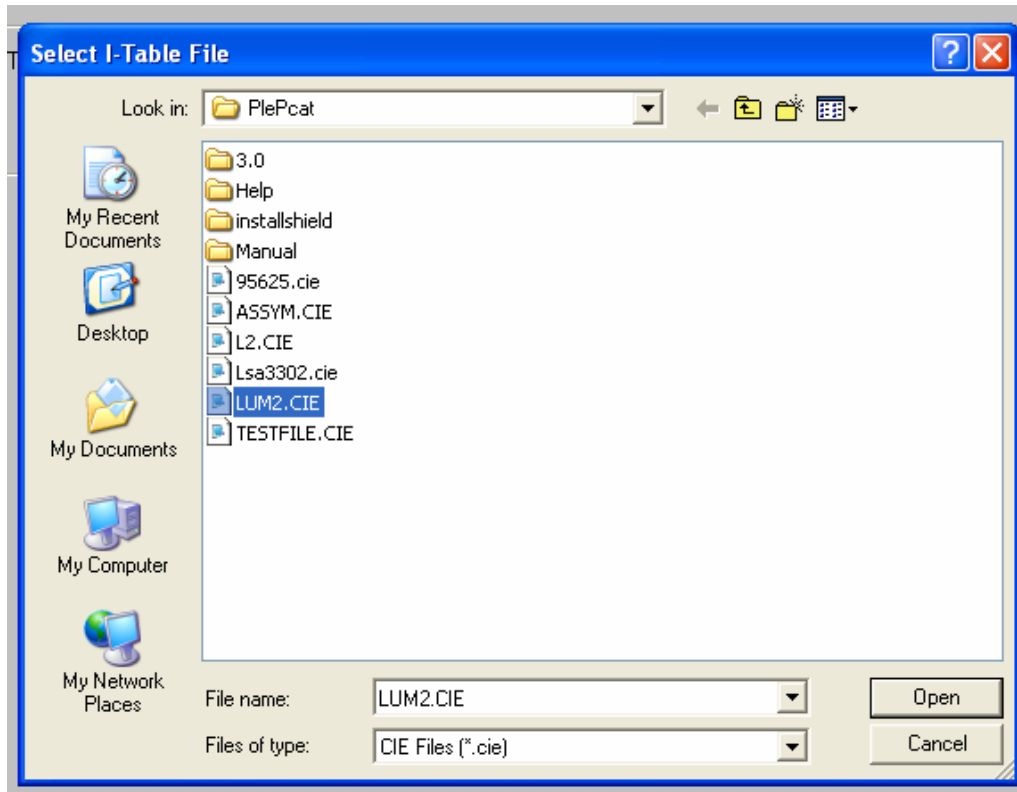 T
Select I-Table File
Look in: PlePcat
3.0
Help
installshield
Manual
95625.cie
ASSYM.CIE
L2.CIE
Lsa3302.cie
LUM2.CIE
TESTFILE.CIE
My Recent
Documents
Desktop
My Documents
My Computer
My Network
Places
File name: LUM2.CIE Open
Files of type: CIE Files (*.cie) Cancel